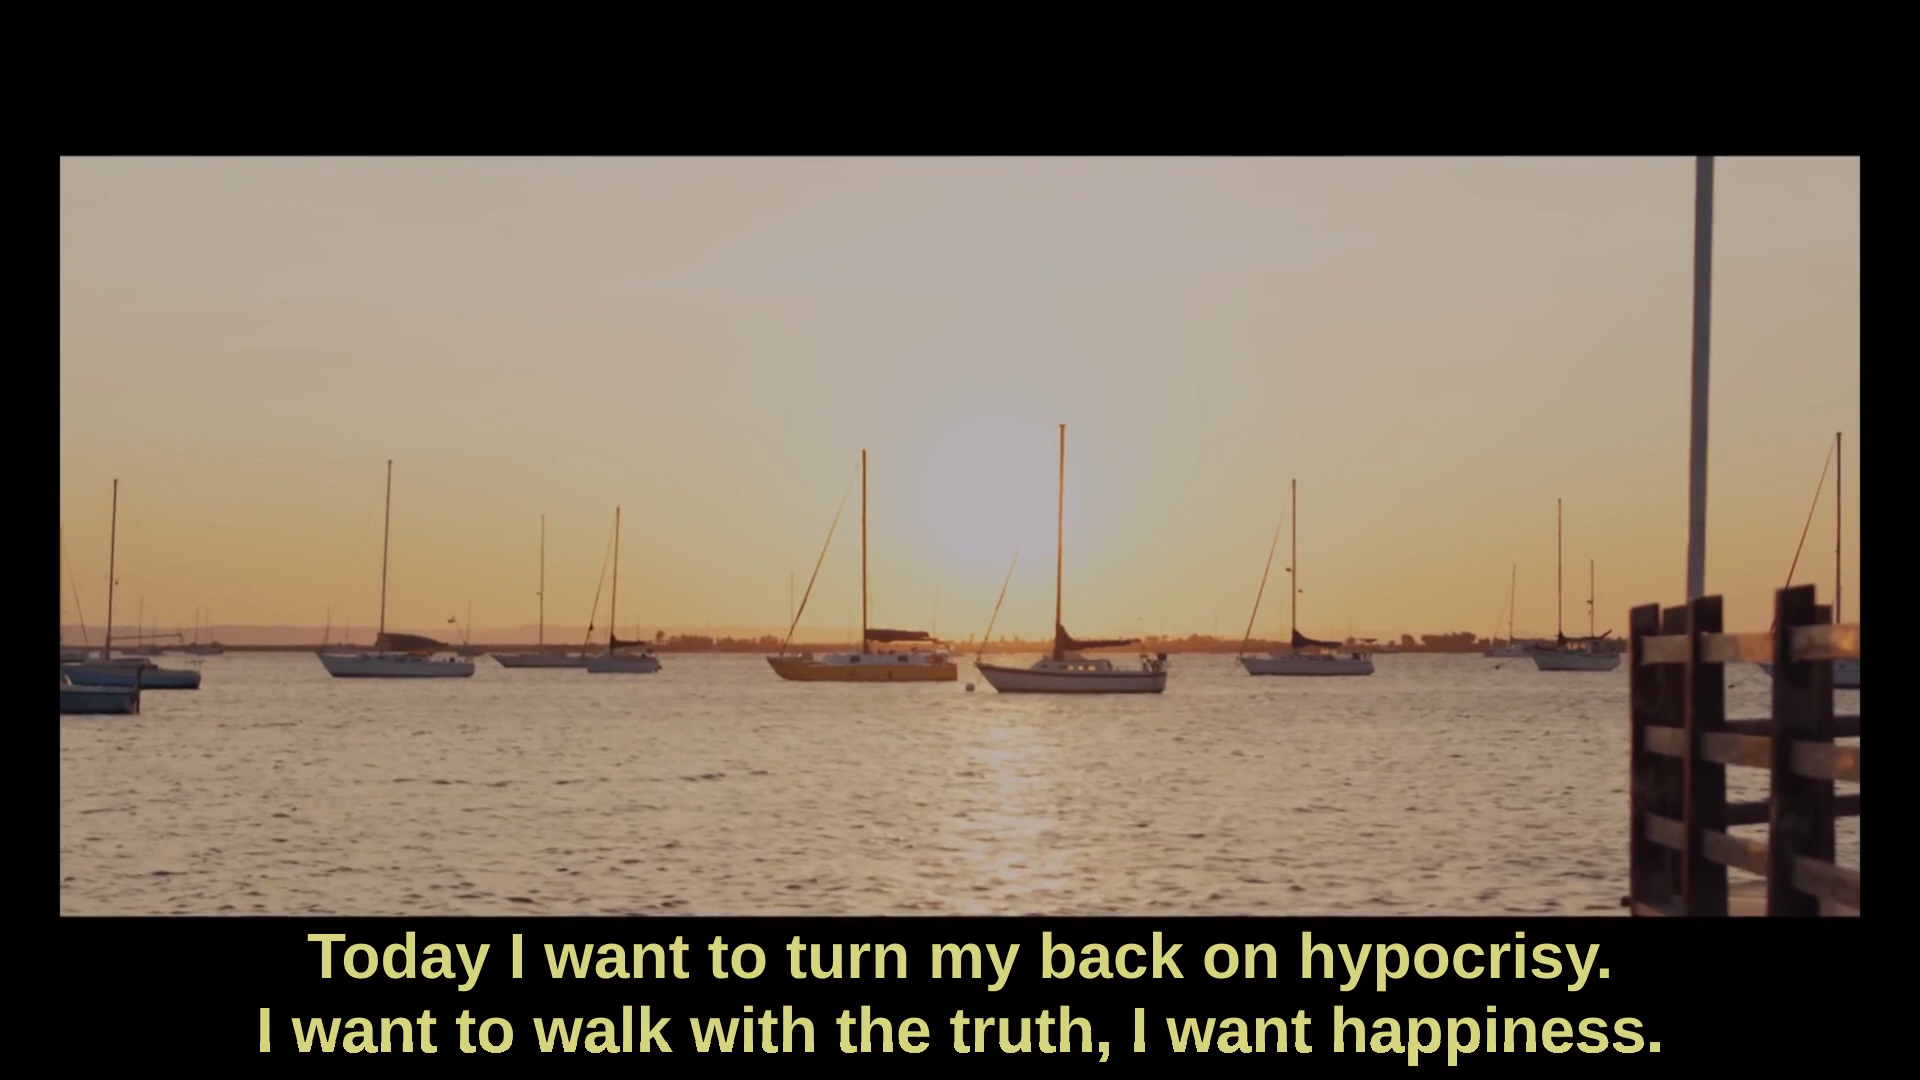 Today I want to turn my back on hypocrisy.
I want to walk with the truth, I want happiness.